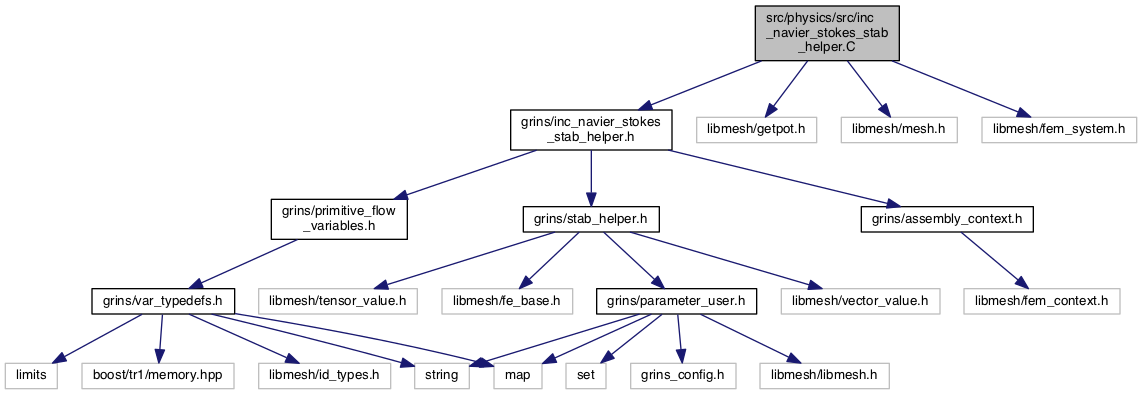 src/physics/src/inc
_navier_stokes_stab
_helper.C
grins/inc_navier_stokes
_stab_helper.h
libmesh/getpot.h
libmesh/mesh.h
libmesh/fem_system.h
grins/primitive_flow
_variables.h
grins/stab_helper.h
grins/assembly_context.h
grins/var_typedefs.h
libmesh/tensor_value.h
libmesh/fe_base.h
grins/parameter_user.h
libmesh/vector_value.h
libmesh/fem_context.h
limits
boost/tr1/memory.hpp
libmesh/id_types.h
string
map
set
grins_config.h
libmesh/libmesh.h